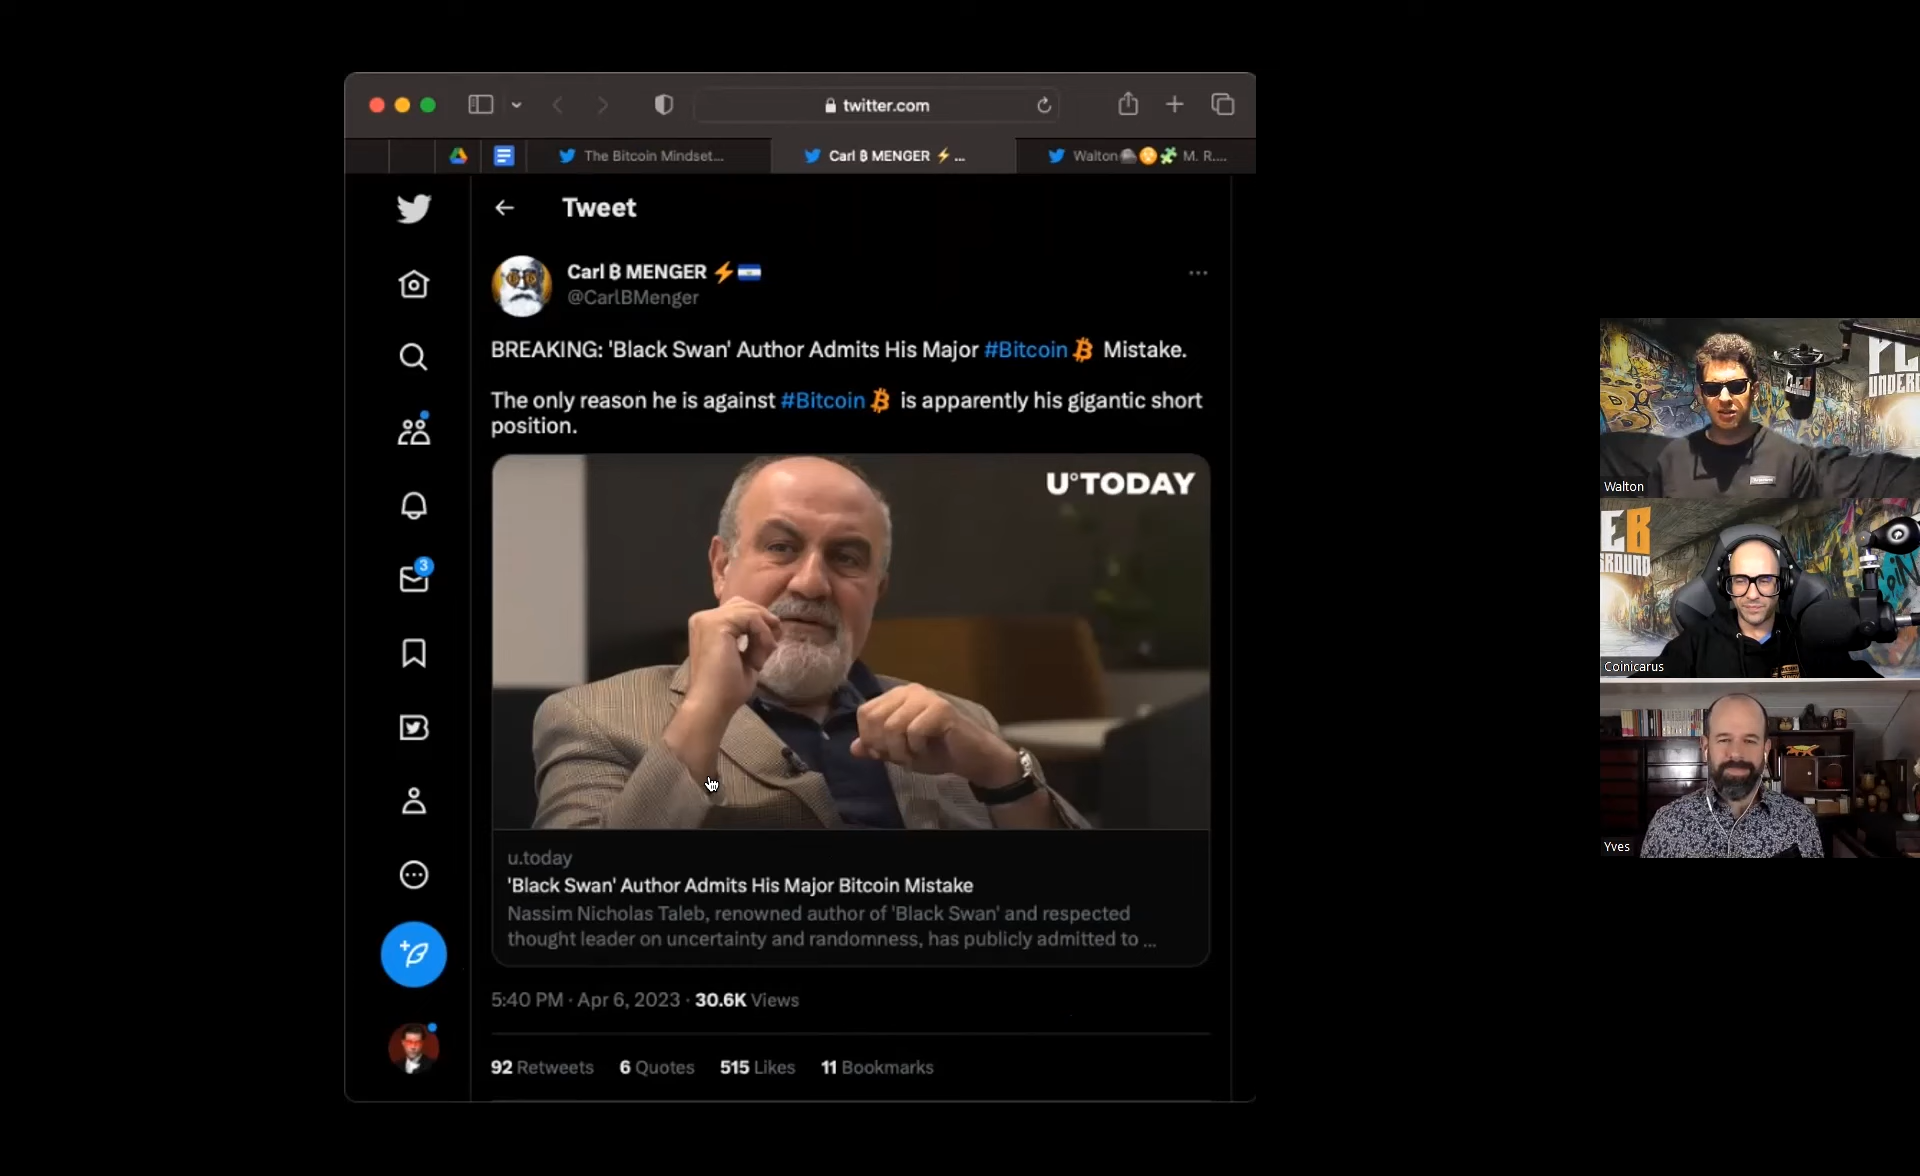 twitter.com
The Bitcoin Mindset...
Carl ₿ MENGER ⚡ ...
Walton M. R....
Tweet
Carl ₿ MENGER ⚡
@CarlBMenger
BREAKING: 'Black Swan' Author Admits His Major #Bitcoin Mistake.
The only reason he is against #Bitcoin is apparently his gigantic short
position.
U°TODAY
u.today
'Black Swan' Author Admits His Major Bitcoin Mistake
Nassim Nicholas Taleb, renowned author of 'Black Swan' and respected
thought leader on uncertainty and randomness, has publicly admitted to ...
5:40 PM · Apr 6, 2023 · 30.6K Views
92 Retweets 6 Quotes 515 Likes 11 Bookmarks
3
Walton
Coinicarus
Yves